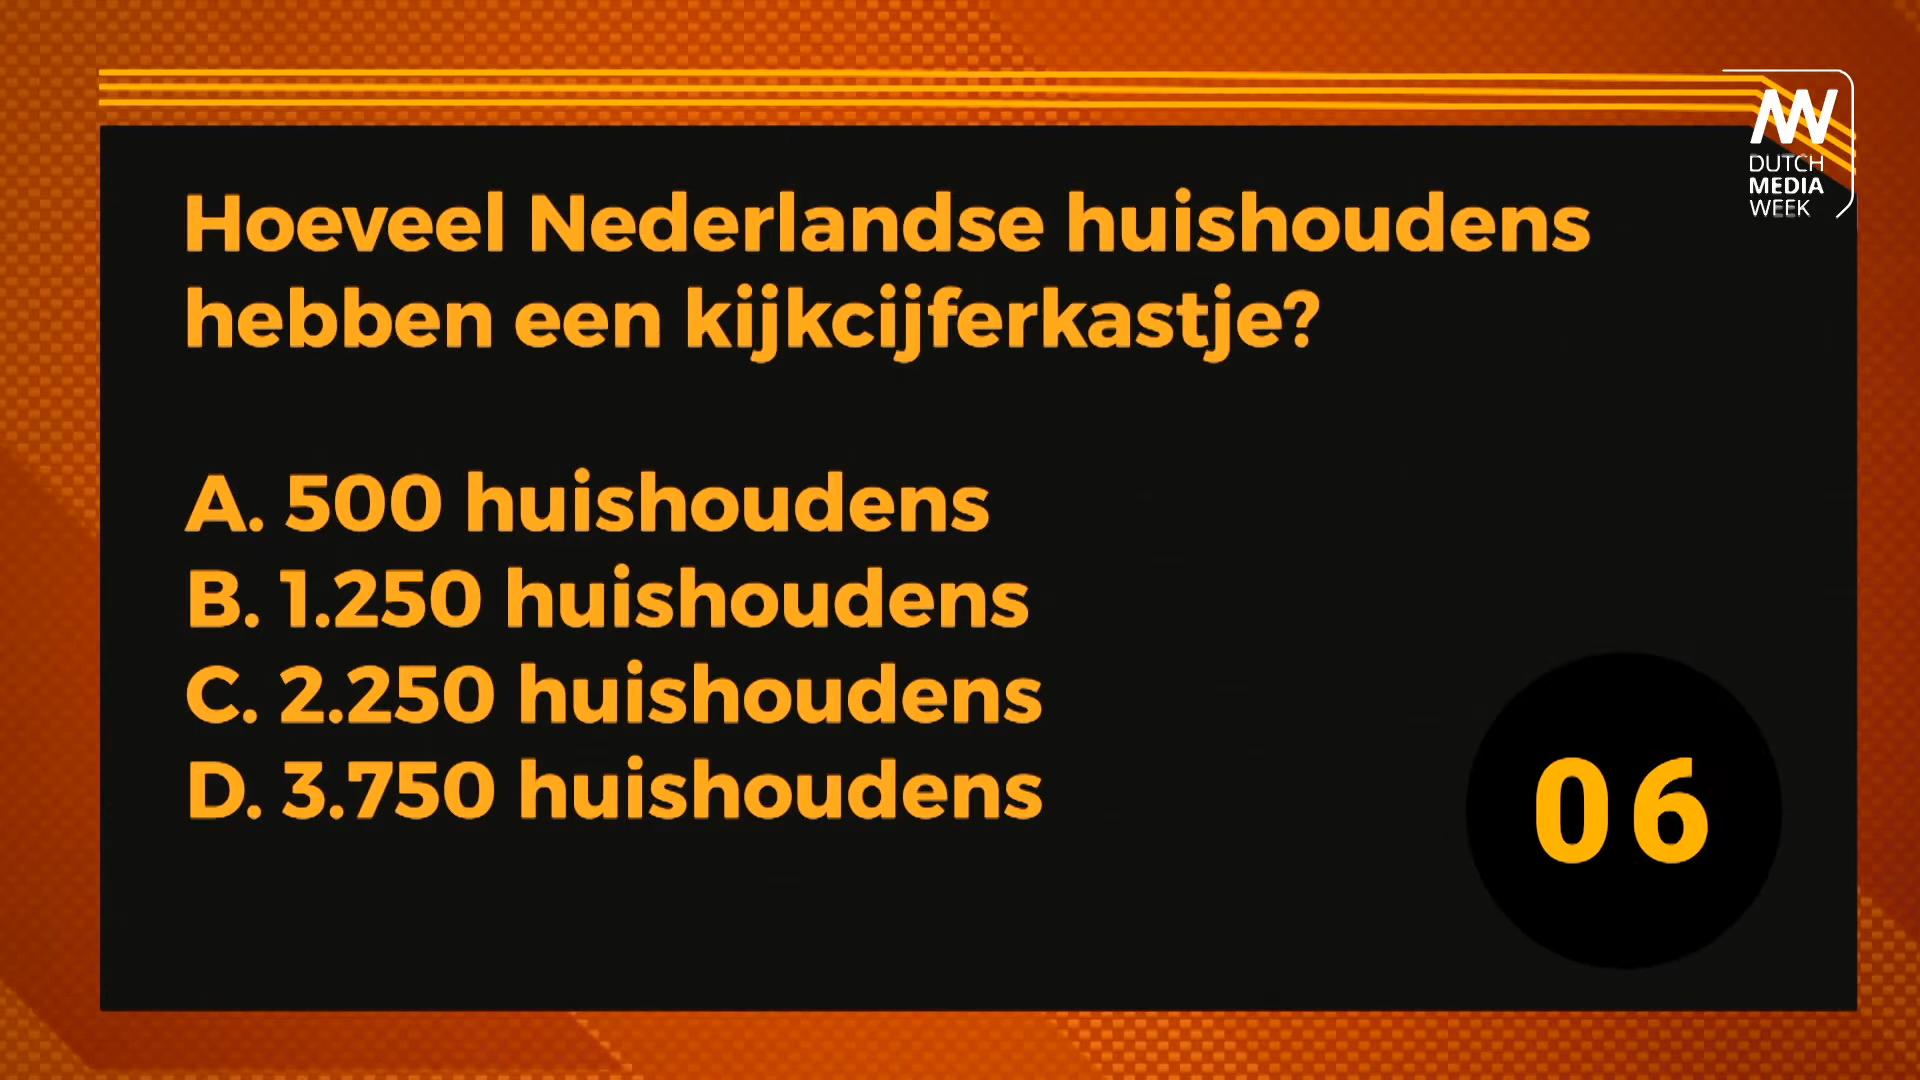 Hoeveel Nederlandse huishoudens
hebben een kijkcijferkastje?
A. 500 huishoudens
B. 1.250 huishoudens
C. 2.250 huishoudens
D. 3.750 huishoudens
06
DUTCH
MEDIA
WEEK